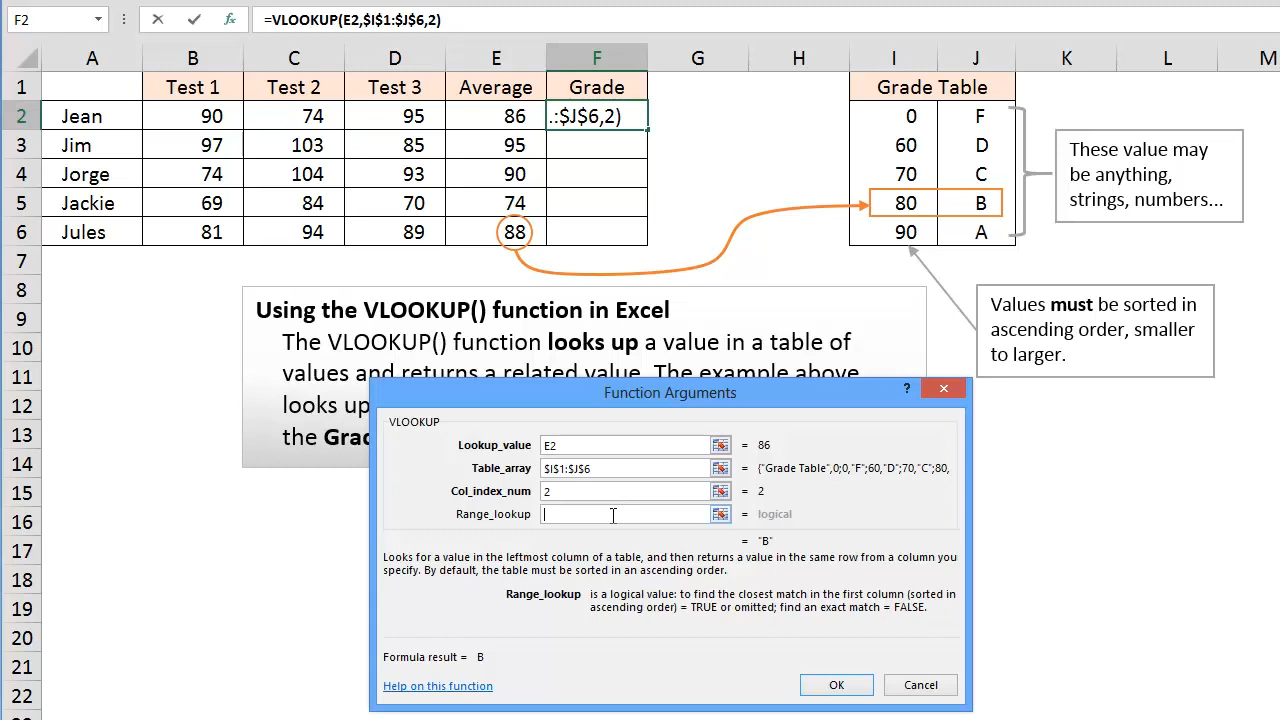 F2
=VLOOKUP(E2,$I$1:$J$6,2)
A B C D E F G H I J K L M
1 Test 1 Test 2 Test 3 Average Grade Grade Table
2 Jean 90 74 95 86 .:$J$6,2) 0 F
3 Jim 97 103 85 95 60 D
4 Jorge 74 104 93 90 70 C
5 Jackie 69 84 70 74 80 B
6 Jules 81 94 89 88 90 A
These value may
be anything,
strings, numbers...
7
8
9
10
11
12
13
14
15
16
17
18
19
20
21
22
Values must be sorted in
ascending order, smaller
to larger.
Using the VLOOKUP() function in Excel
The VLOOKUP() function looks up a value in a table of
values and returns a related value. The example above
looks up
the Grad
Function Arguments
?
VLOOKUP
Lookup_value E2 = 86
Table_array $I$1:$J$6 = {"Grade Table",0;0,"F";60,"D";70,"C";80,
Col_index_num 2 = 2
Range_lookup = logical
= "B"
Looks for a value in the leftmost column of a table, and then returns a value in the same row from a column you
specify. By default, the table must be sorted in an ascending order.
Range_lookup is a logical value: to find the closest match in the first column (sorted in
ascending order) = TRUE or omitted; find an exact match = FALSE.
Formula result = B
Help on this function
OK Cancel